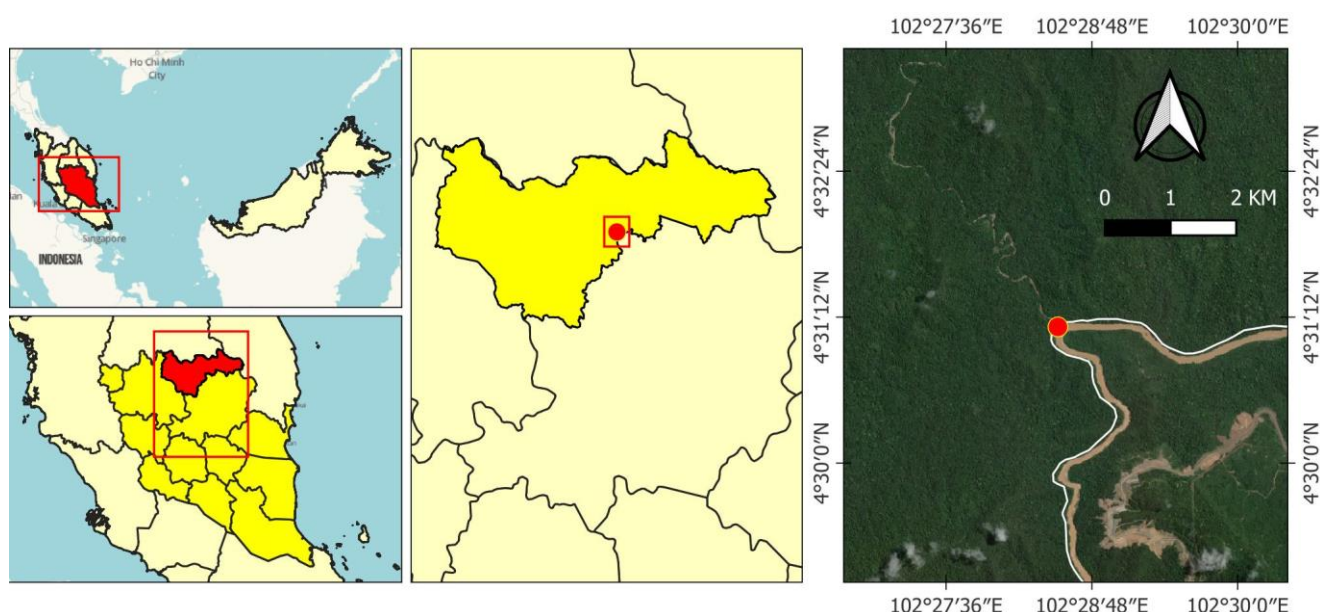 Ho Chi Minh
City
Kuala
Singapore
INDONESIA
102°27′36″E 102°28′48″E 102°30′0″E
4°32′24″N
4°31′12″N
4°30′0″N
0 1 2 KM
4°32′24″N
4°31′12″N
4°30′0″N
102°27′36″E 102°28′48″E 102°30′0″E